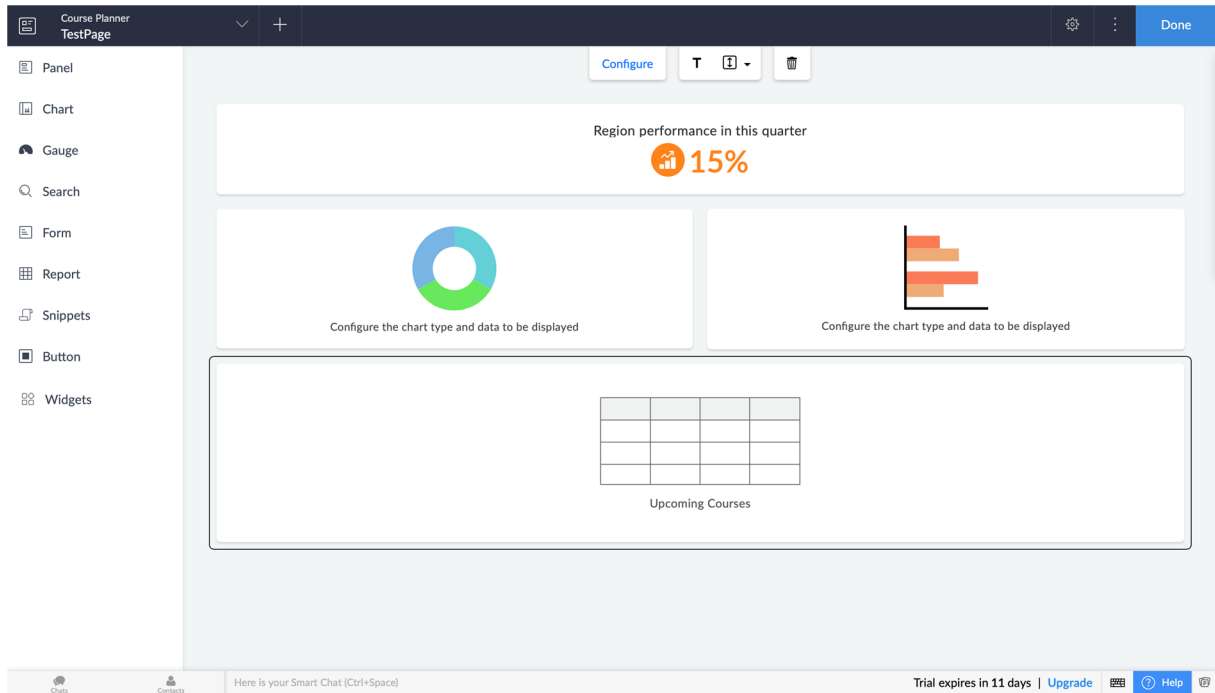 Course Planner
TestPage
Done
Panel
Chart
Gauge
Search
Form
Report
Snippets
Button
Widgets
Configure
T
Region performance in this quarter
15%
Configure the chart type and data to be displayed
Configure the chart type and data to be displayed
Upcoming Courses
Chats
Contacts
Here is your Smart Chat (Ctrl+Space)
Trial expires in 11 days | Upgrade
? Help